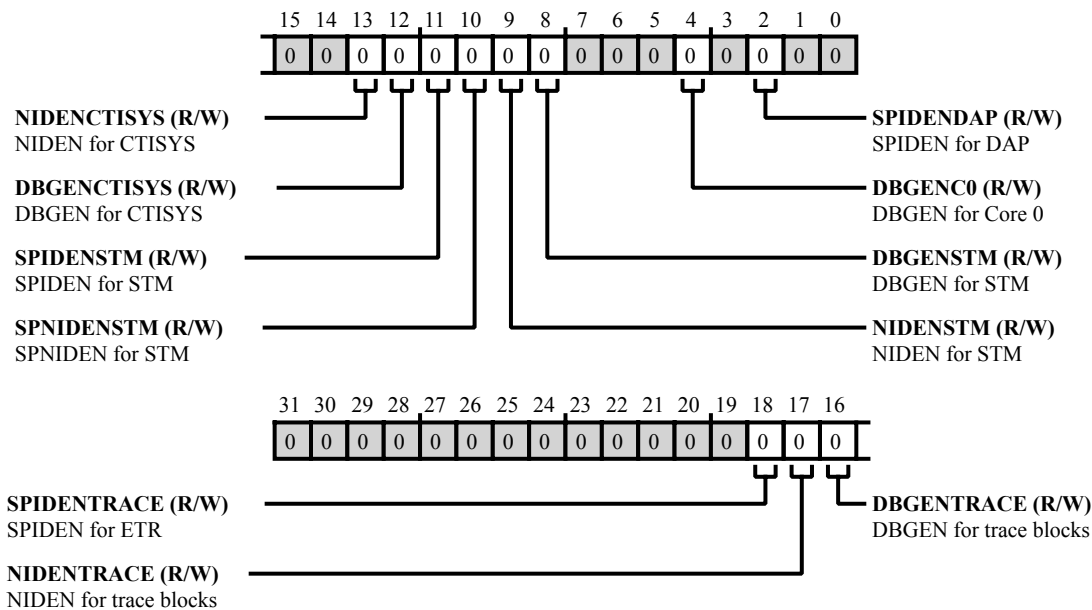 15 14 13 12 11 10 9 8 7 6 5 4 3 2 1 0
0 0 0 0 0 0 0 0 0 0 0 0 0 0 0 0
NIDENCTISYS (R/W)
NIDEN for CTISYS
DBGENCTISYS (R/W)
DBGEN for CTISYS
SPIDENSTM (R/W)
SPIDEN for STM
SPNIDENSTM (R/W)
SPNIDEN for STM
SPIDENDAP (R/W)
SPIDEN for DAP
DBGENC0 (R/W)
DBGEN for Core 0
DBGENSTM (R/W)
DBGEN for STM
NIDENSTM (R/W)
NIDEN for STM
31 30 29 28 27 26 25 24 23 22 21 20 19 18 17 16
0 0 0 0 0 0 0 0 0 0 0 0 0 0 0 0
SPIDENTRACE (R/W)
SPIDEN for ETR
NIDENTRACE (R/W)
NIDEN for trace blocks
DBGENTRACE (R/W)
DBGEN for trace blocks